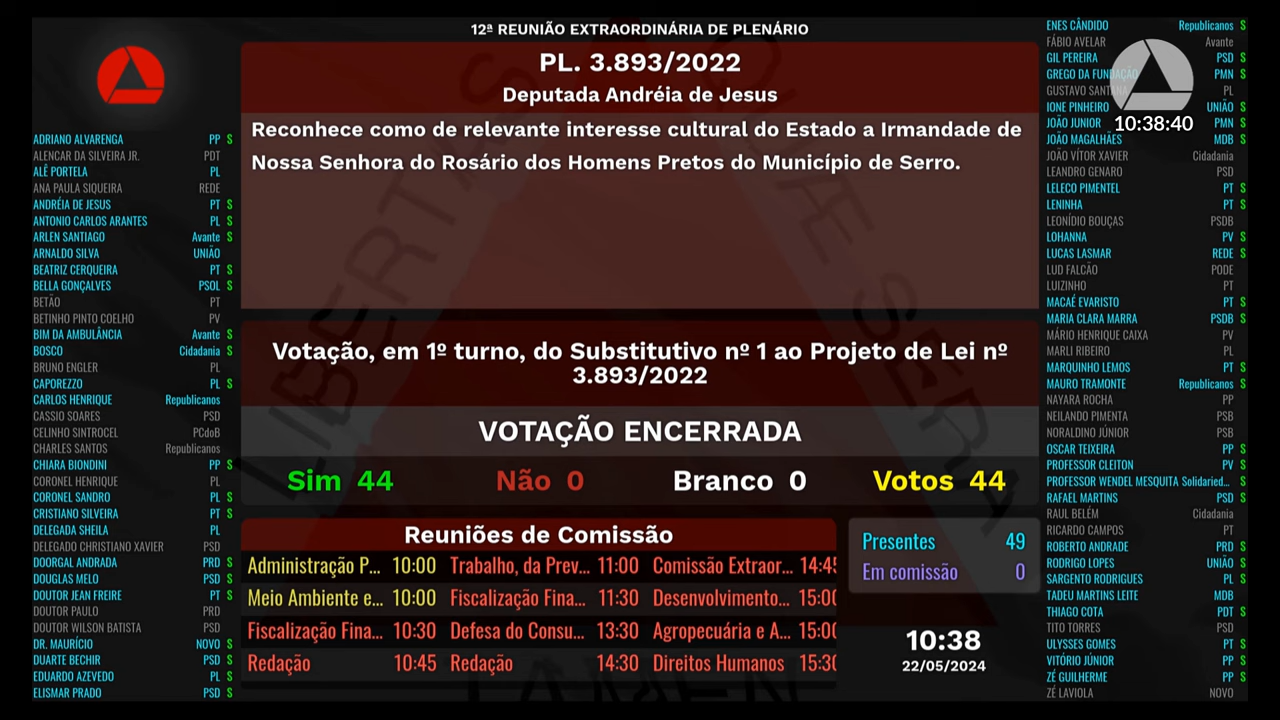 12ª REUNIÃO EXTRAORDINÁRIA DE PLENÁRIO
PL. 3.893/2022
Deputada Andréia de Jesus
Reconhece como de relevante interesse cultural do Estado a Irmandade de
Nossa Senhora do Rosário dos Homens Pretos do Município de Serro.
Votação, em 1º turno, do Substitutivo nº 1 ao Projeto de Lei nº
3.893/2022
VOTAÇÃO ENCERRADA
Sim 44 Não 0 Branco 0 Votos 44
Reuniões de Comissão
Administração P... 10:00 Trabalho, da Prev... 11:00 Comissão Extraor... 14:45
Meio Ambiente e... 10:00 Fiscalização Fina... 11:30 Desenvolvimento... 15:00
Fiscalização Fina... 10:30 Defesa do Consu... 13:30 Agropecuária e A... 15:00
Redação 10:45 Redação 14:30 Direitos Humanos 15:30
Presentes 49
Em comissão 0
10:38
22/05/2024
ADRIANO ALVARENGA PP S
ALENCAR DA SILVEIRA JR. PDT
ALÊ PORTELA PL
ANA PAULA SIQUEIRA REDE
ANDRÉIA DE JESUS PT S
ANTONIO CARLOS ARANTES PL S
ARLEN SANTIAGO Avante S
ARNALDO SILVA UNIÃO
BEATRIZ CERQUEIRA PT S
BELLA GONÇALVES PSOL S
BETÃO PT
BETINHO PINTO COELHO PV
BIM DA AMBULÂNCIA Avante S
BOSCO Cidadania S
BRUNO ENGLER PL
CAPOREZZO PL S
CARLOS HENRIQUE Republicanos
CASSIO SOARES PSD
CELINHO SINTROCEL PCdoB
CHARLES SANTOS Republicanos
CHIARA BIONDINI PP S
CORONEL HENRIQUE PL
CORONEL SANDRO PL S
CRISTIANO SILVEIRA PT S
DELEGADA SHEILA PL
DELEGADO CHRISTIANO XAVIER PSD
DOORGAL ANDRADA PRD S
DOUGLAS MELO PSD S
DOUTOR JEAN FREIRE PT S
DOUTOR PAULO PRD
DOUTOR WILSON BATISTA PSD
DR. MAURÍCIO NOVO S
DUARTE BECHIR PSD S
EDUARDO AZEVEDO PL S
ELISMAR PRADO PSD S
ENES CÂNDIDO Republicanos S
FÁBIO AVELAR Avante
GIL PEREIRA PSD S
GREGO DA FUNDAÇÃO PMN S
GUSTAVO SANTANA PL
IONE PINHEIRO UNIÃO S
JOÃO JUNIOR PMN S
JOÃO MAGALHÃES MDB S
JOÃO VÍTOR XAVIER Cidadania
LEANDRO GENARO PSD
LELECO PIMENTEL PT S
LENINHA PT S
LEONÍDIO BOUÇAS PSDB
LOHANNA PV S
LUCAS LASMAR REDE S
LUD FALCÃO PODE
LUIZINHO PT
MACAÉ EVARISTO PT S
MARIA CLARA MARRA PSDB S
MÁRIO HENRIQUE CAIXA PV
MARLI RIBEIRO PL
MARQUINHO LEMOS PT S
MAURO TRAMONTE Republicanos S
NAYARA ROCHA PP
NEILANDO PIMENTA PSB
NORALDINO JÚNIOR PSB
OSCAR TEIXEIRA PP S
PROFESSOR CLEITON PV S
PROFESSOR WENDEL MESQUITA Solidaried... S
RAFAEL MARTINS PSD S
RAUL BELÉM Cidadania
RICARDO CAMPOS PT
ROBERTO ANDRADE PRD S
RODRIGO LOPES UNIÃO S
SARGENTO RODRIGUES PL S
TADEU MARTINS LEITE MDB
THIAGO COTA PDT S
TITO TORRES PSD
ULYSSES GOMES PT S
VITÓRIO JÚNIOR PP S
ZÉ GUILHERME PP S
ZÉ LAVIOLA NOVO
10:38:40